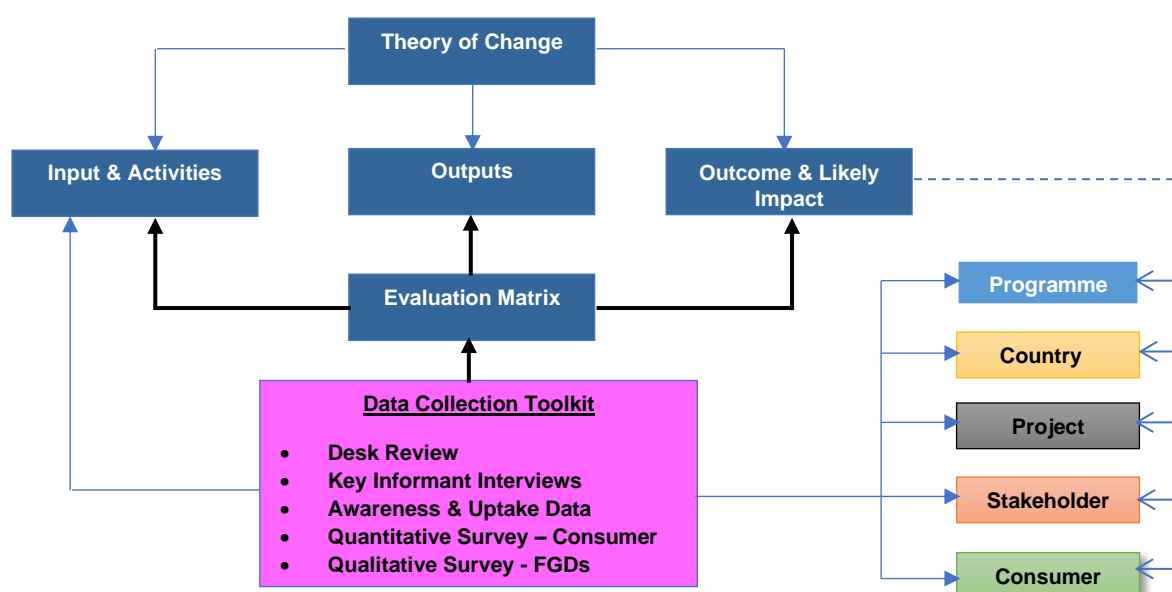 Theory of Change
Input & Activities
Outputs
Outcome & Likely
Impact
Evaluation Matrix
Programme
Country
Project
Stakeholder
Consumer
Data Collection Toolkit
• Desk Review
• Key Informant Interviews
• Awareness & Uptake Data
• Quantitative Survey – Consumer
• Qualitative Survey - FGDs